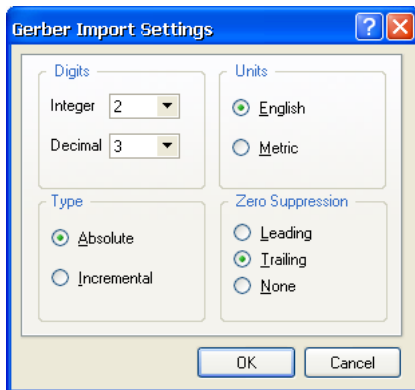 Gerber Import Settings
Digits
Integer 2
Decimal 3
Units
English
Metric
Type
Absolute
Incremental
Zero Suppression
Leading
Trailing
None
OK Cancel